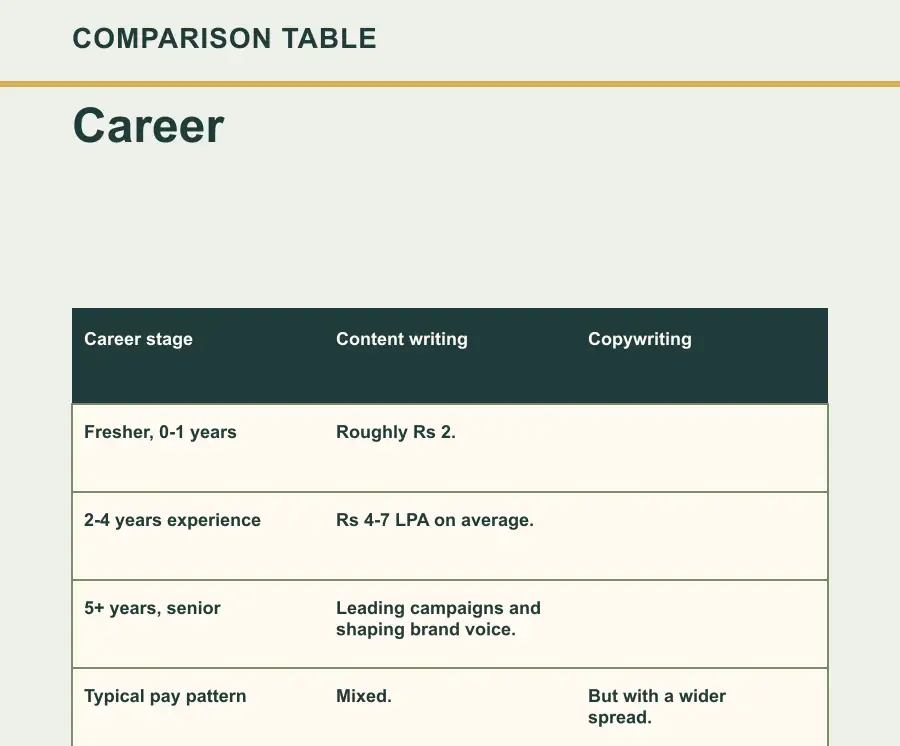 COMPARISON TABLE
Career
Career stage Content writing Copywriting
Fresher, 0-1 years Roughly Rs 2.
2-4 years experience Rs 4-7 LPA on average.
5+ years, senior Leading campaigns and
shaping brand voice.
Typical pay pattern Mixed. But with a wider
spread.